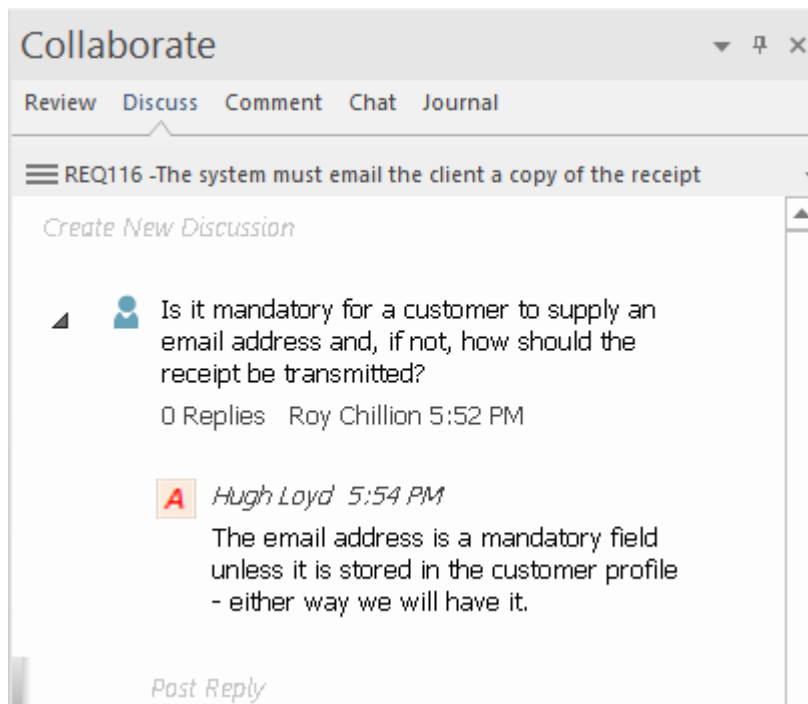 Collaborate
Review Discuss Comment Chat Journal
REQ116 -The system must email the client a copy of the receipt
Create New Discussion
Is it mandatory for a customer to supply an
email address and, if not, how should the
receipt be transmitted?
0 Replies Roy Chillion 5:52 PM
A Hugh Loyd 5:54 PM
The email address is a mandatory field
unless it is stored in the customer profile
- either way we will have it.
Post Reply